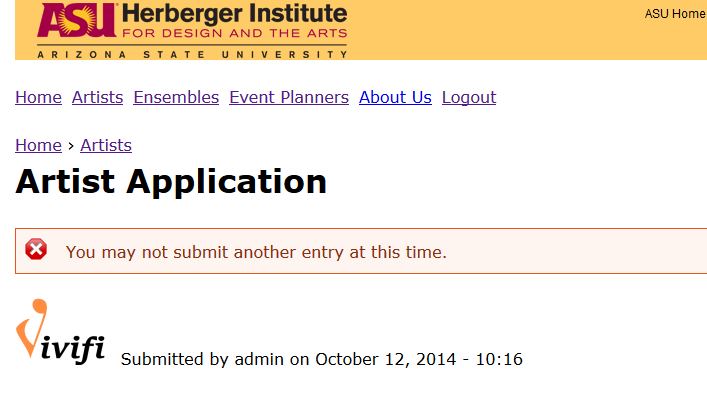 ASU Herberger Institute
FOR DESIGN AND THE ARTS
ARIZONA STATE UNIVERSITY
ASU Home
Home Artists Ensembles Event Planners About Us Logout
Home › Artists
Artist Application
You may not submit another entry at this time.
Vivifi
Submitted by admin on October 12, 2014 - 10:16